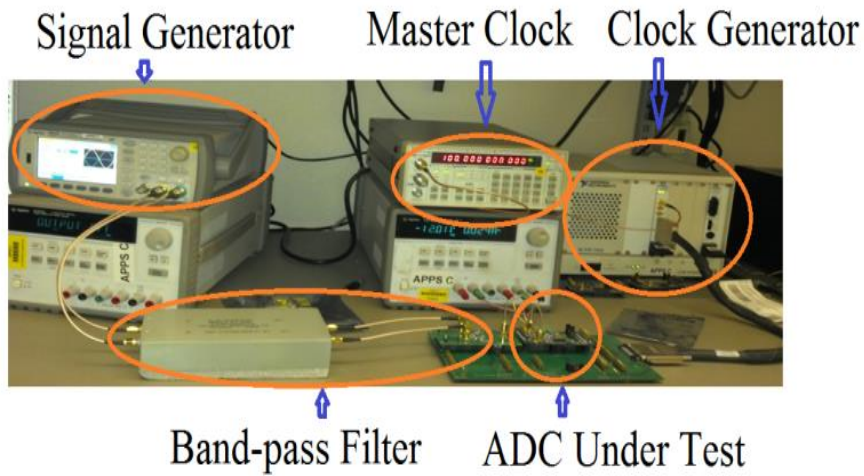 Signal Generator
Master Clock
Clock Generator
100.000 000 000
OUTPUT
APPS C
APPS C
Band-pass Filter
ADC Under Test